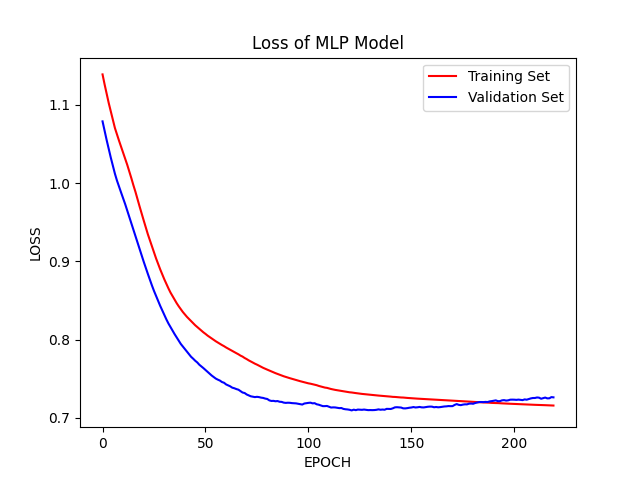 Loss of MLP Model
Training Set
Validation Set
1.1
1.0
0.9
0.8
0.7
LOSS
0
50
100
150
200
EPOCH